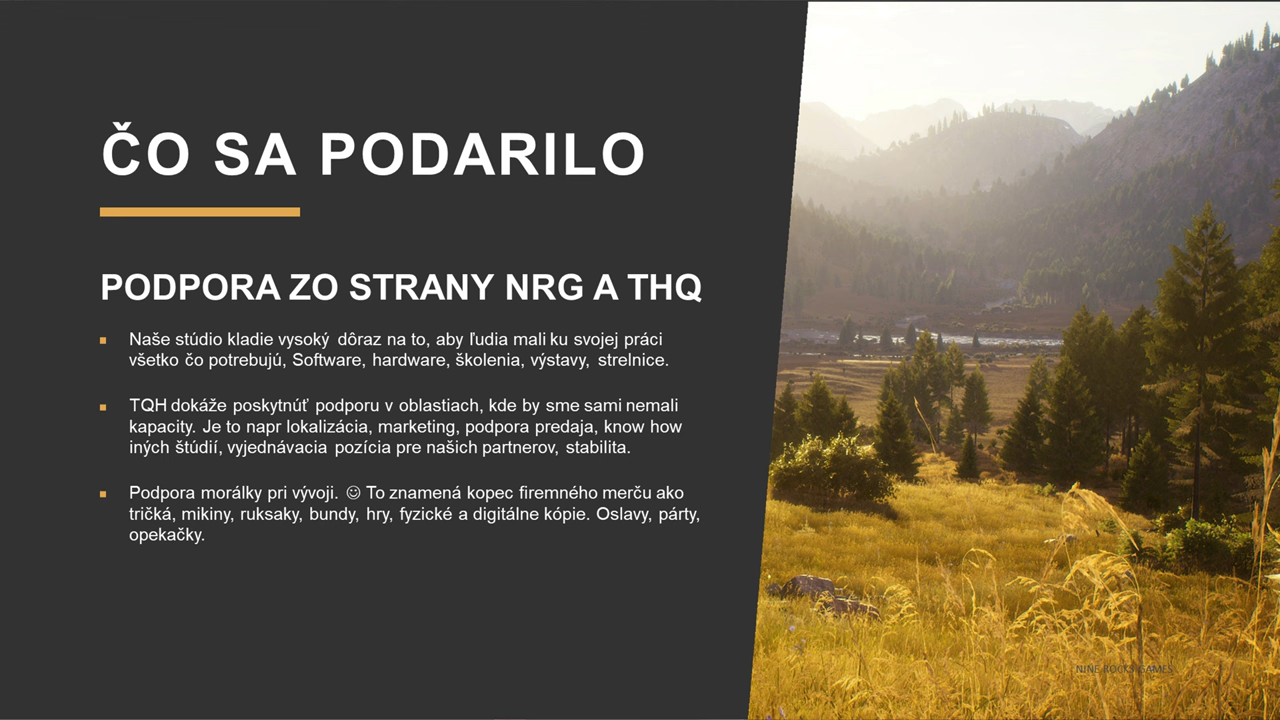 ČO SA PODARILO
PODPORA ZO STRANY NRG A THQ
Naše stúdio kladie vysoký dôraz na to, aby ľudia mali ku svojej práci
všetko čo potrebujú, Software, hardware, školenia, výstavy, strelnice.
TQH dokáže poskytnúť podporu v oblastiach, kde by sme sami nemali
kapacity. Je to napr lokalizácia, marketing, podpora predaja, know how
iných štúdií, vyjednávacia pozícia pre našich partnerov, stabilita.
Podpora morálky pri vývoji. ☺ To znamená kopec firemného merču ako
tričká, mikiny, ruksaky, bundy, hry, fyzické a digitálne kópie. Oslavy, párty,
opekačky.
NINE ROCKS GAMES